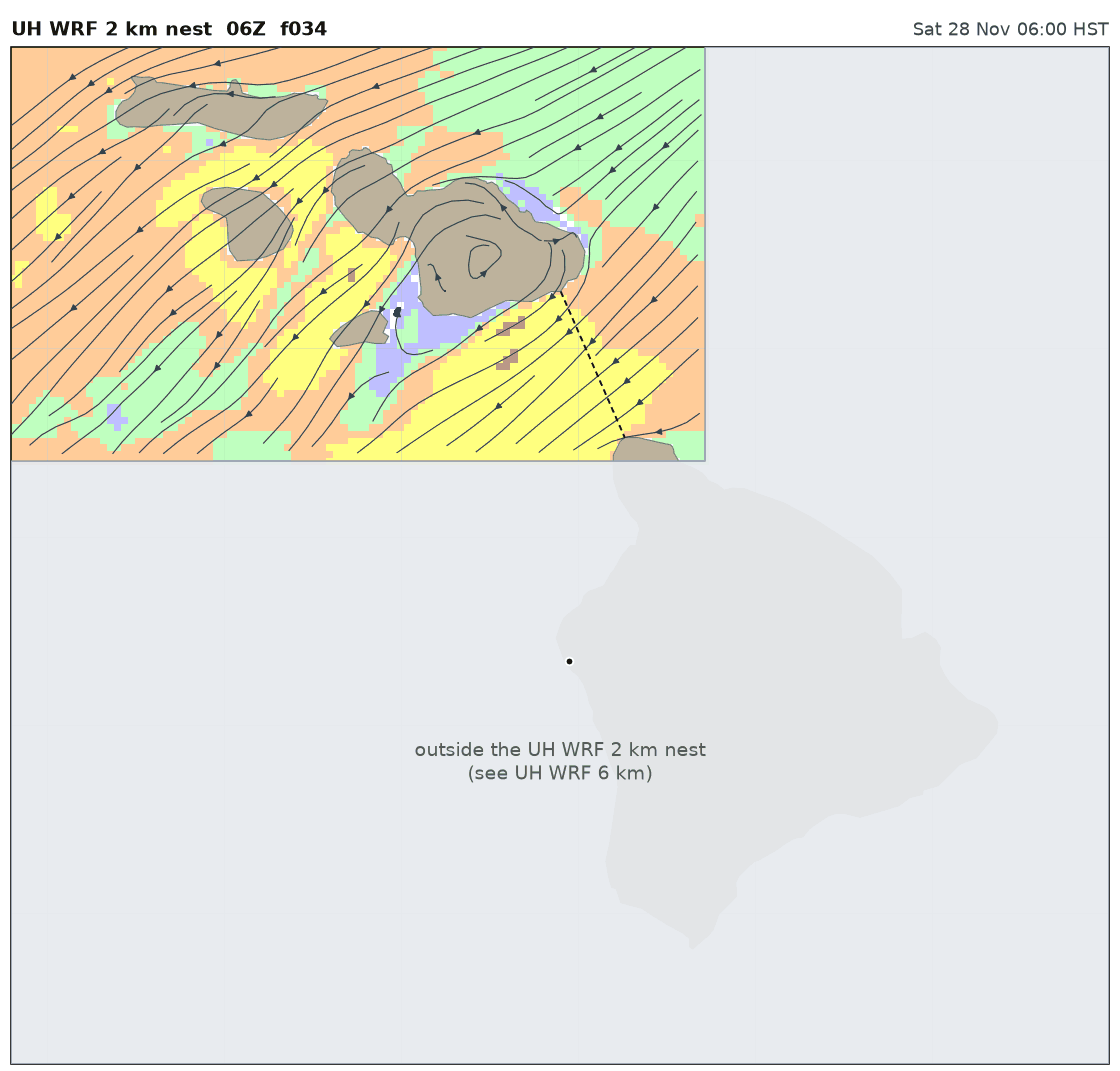 UH WRF 2 km nest  06Z  f034
Sat 28 Nov 06:00 HST
outside the UH WRF 2 km nest
(see UH WRF 6 km)